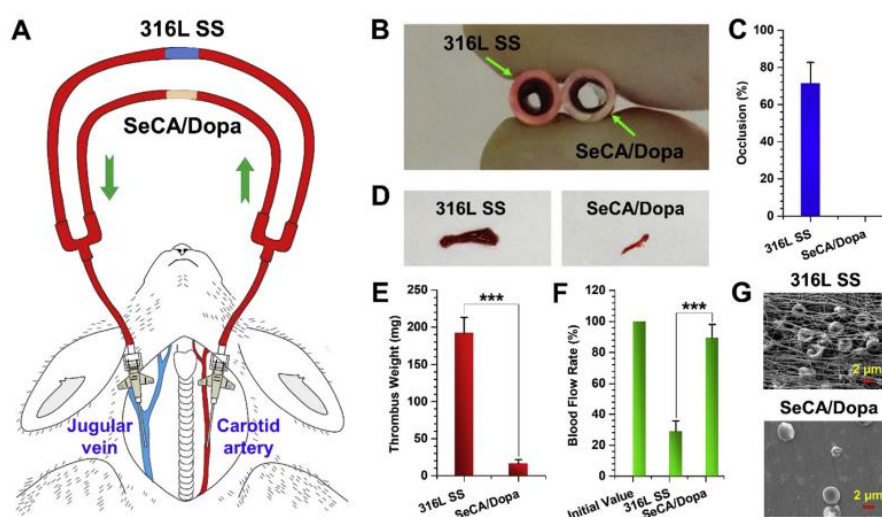 A
316L SS
SeCA/Dopa
Jugular
vein
Carotid
artery
B
316L SS
SeCA/Dopa
C
Occlusion (%)
100
80
60
40
20
0
316L SS
SeCA/Dopa
D
316L SS
SeCA/Dopa
E
Thrombus Weight (mg)
250
200
150
100
50
0
***
316L SS
SeCA/Dopa
F
Blood Flow Rate (%)
120
100
80
60
40
20
0
***
Initial Value
316L SS
SeCA/Dopa
G
316L SS
2 µm
SeCA/Dopa
2 µm